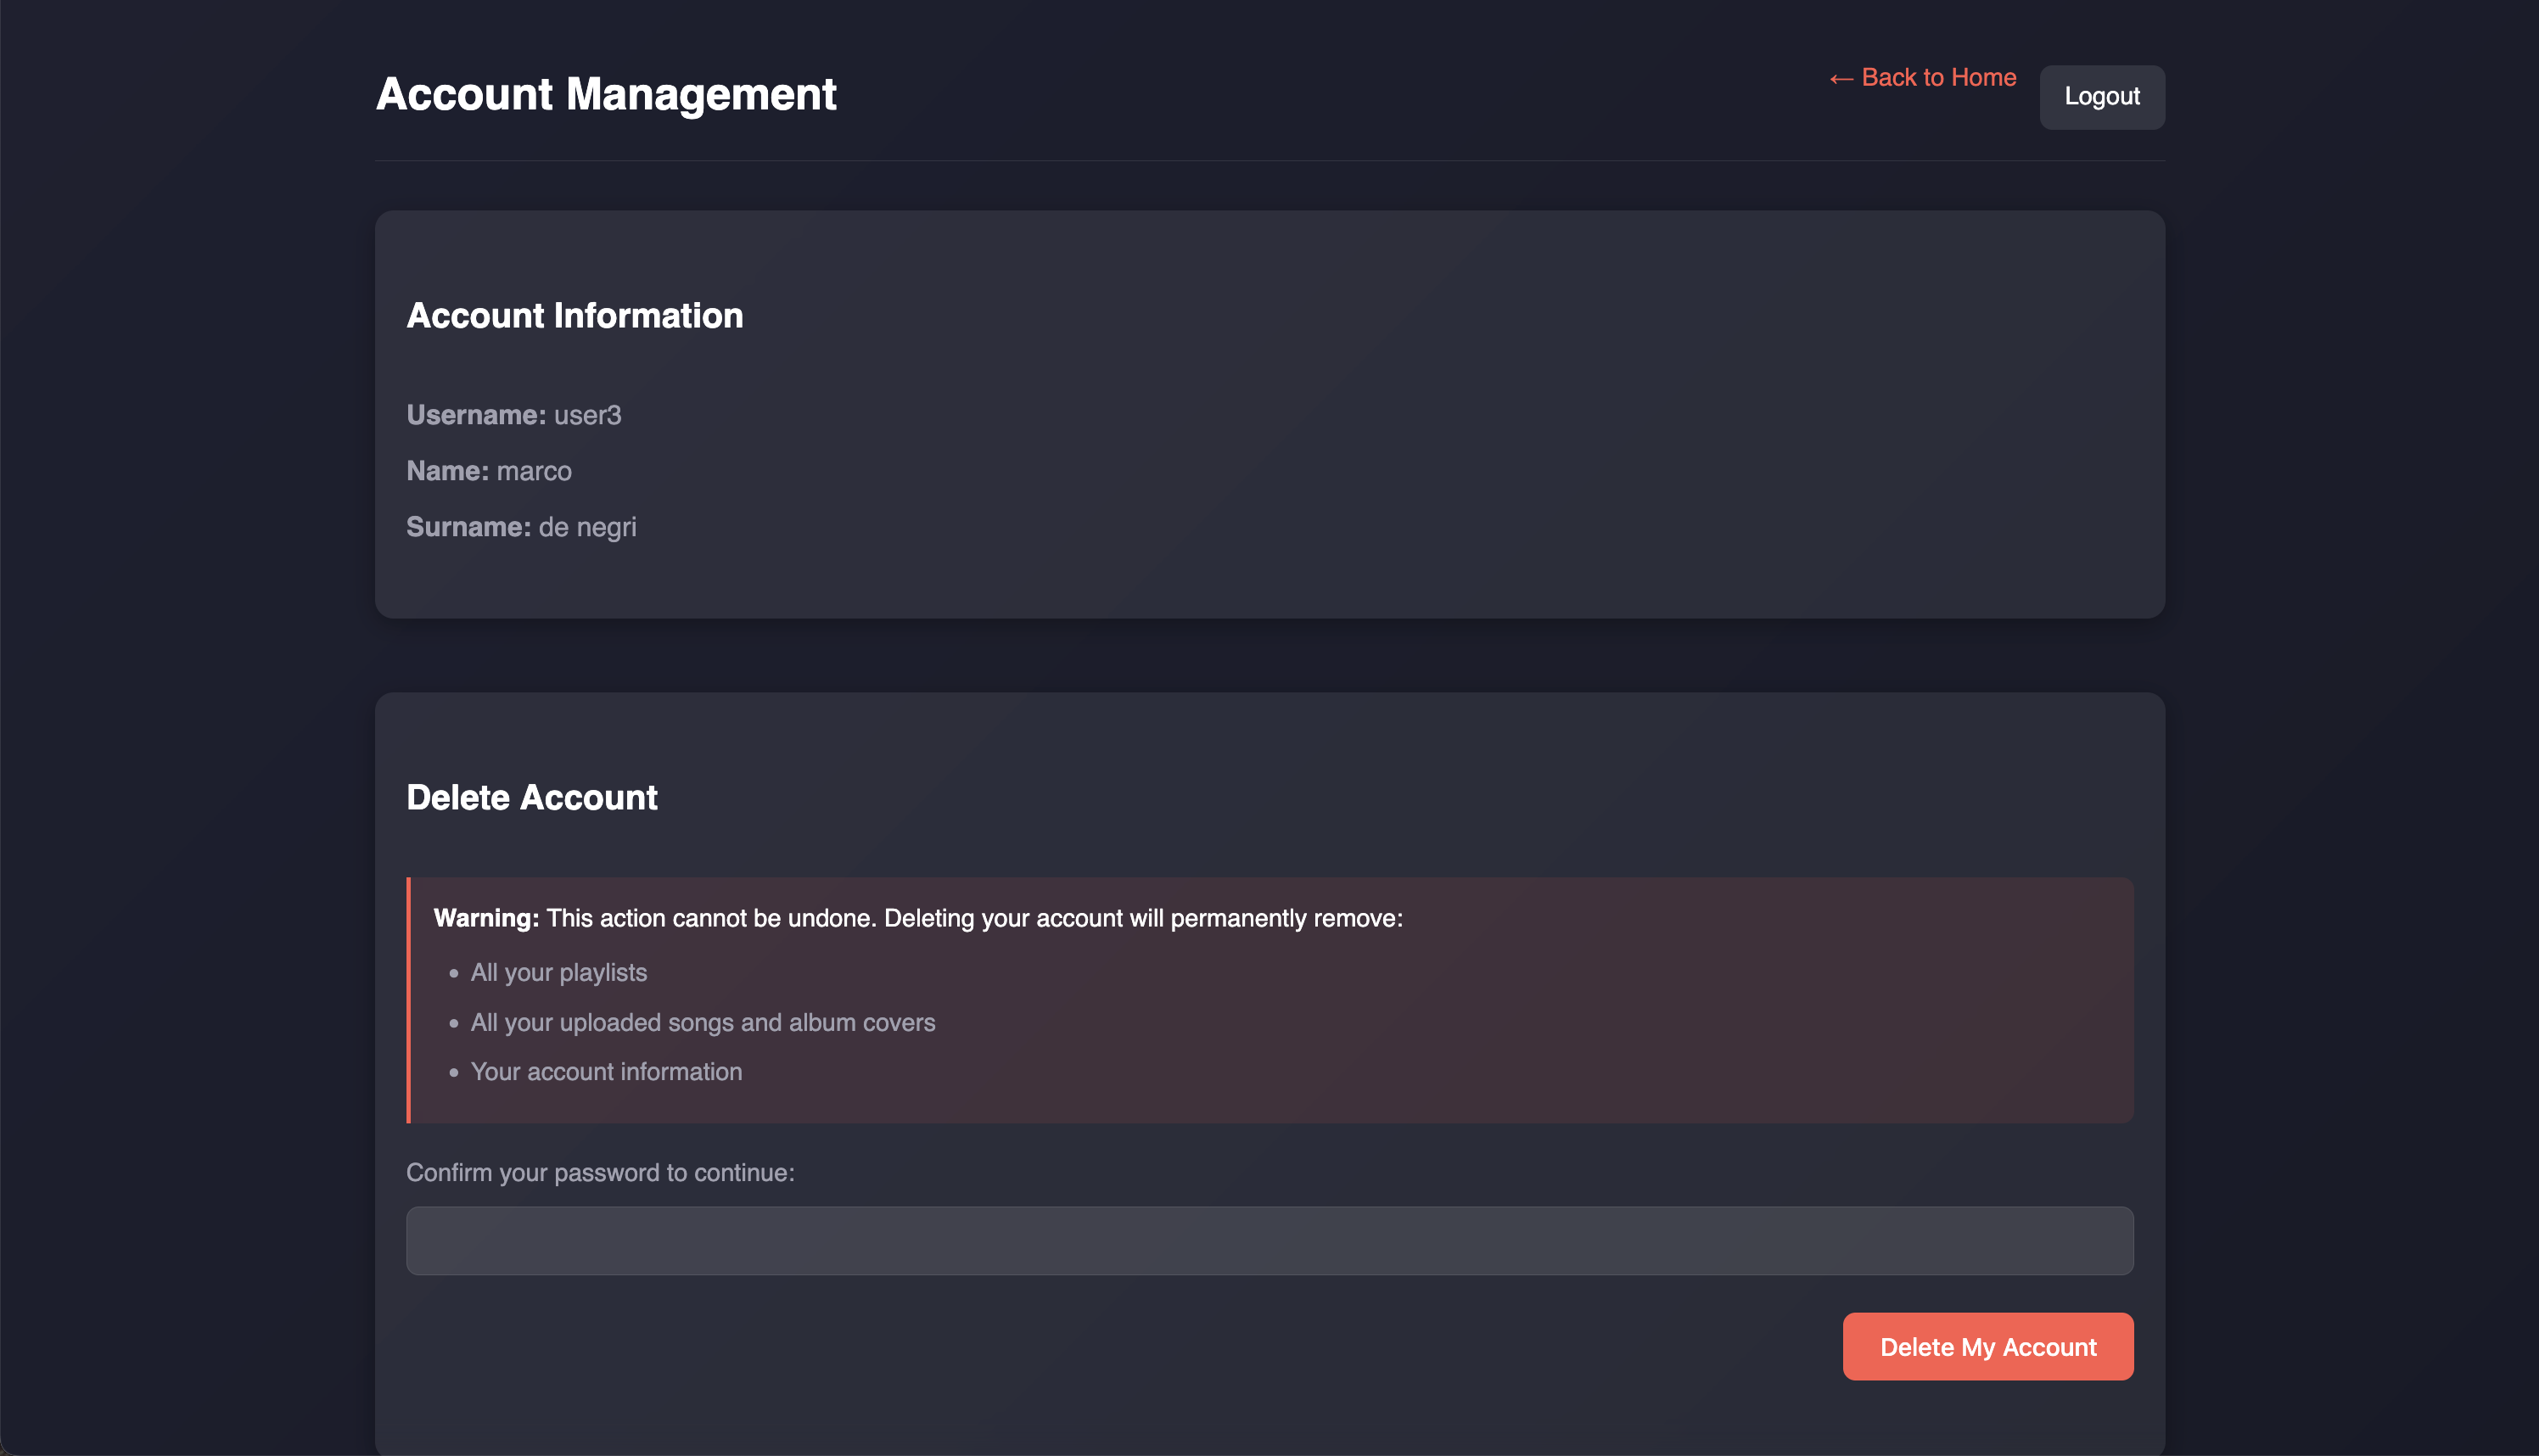 Account Management
← Back to Home
Logout
Account Information
Username: user3
Name: marco
Surname: de negri
Delete Account
Warning: This action cannot be undone. Deleting your account will permanently remove:
• All your playlists
• All your uploaded songs and album covers
• Your account information
Confirm your password to continue:
Delete My Account